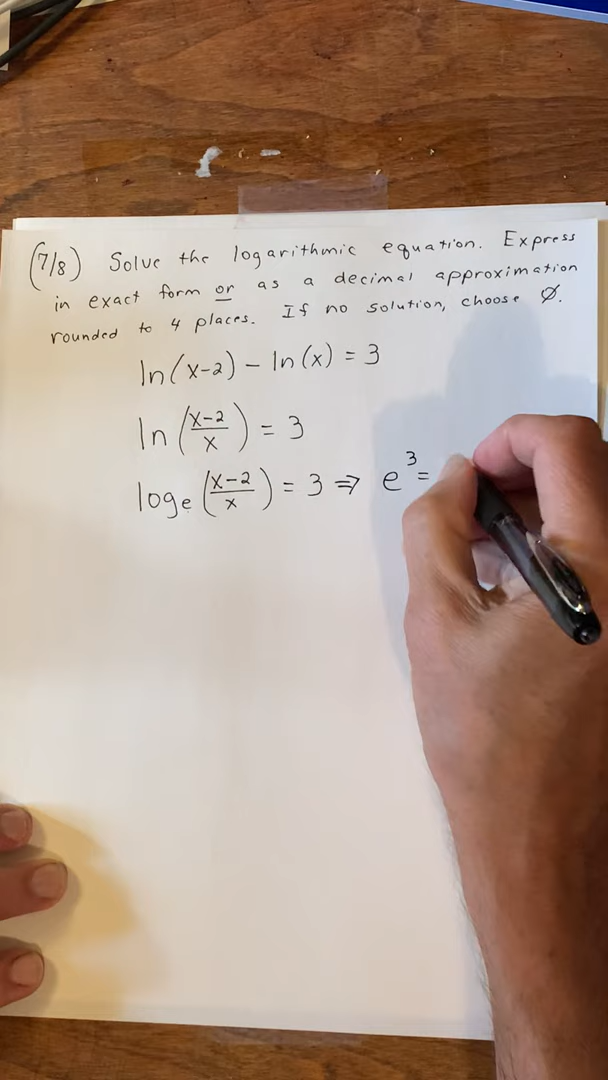 (7/8) Solve the logarithmic equation. Express
in exact form or as a decimal approximation
rounded to 4 places. If no solution, choose Ø.
ln(x-2) - ln(x) = 3
ln((x-2)/x) = 3
log_e((x-2)/x) = 3 ⇒ e^3 =